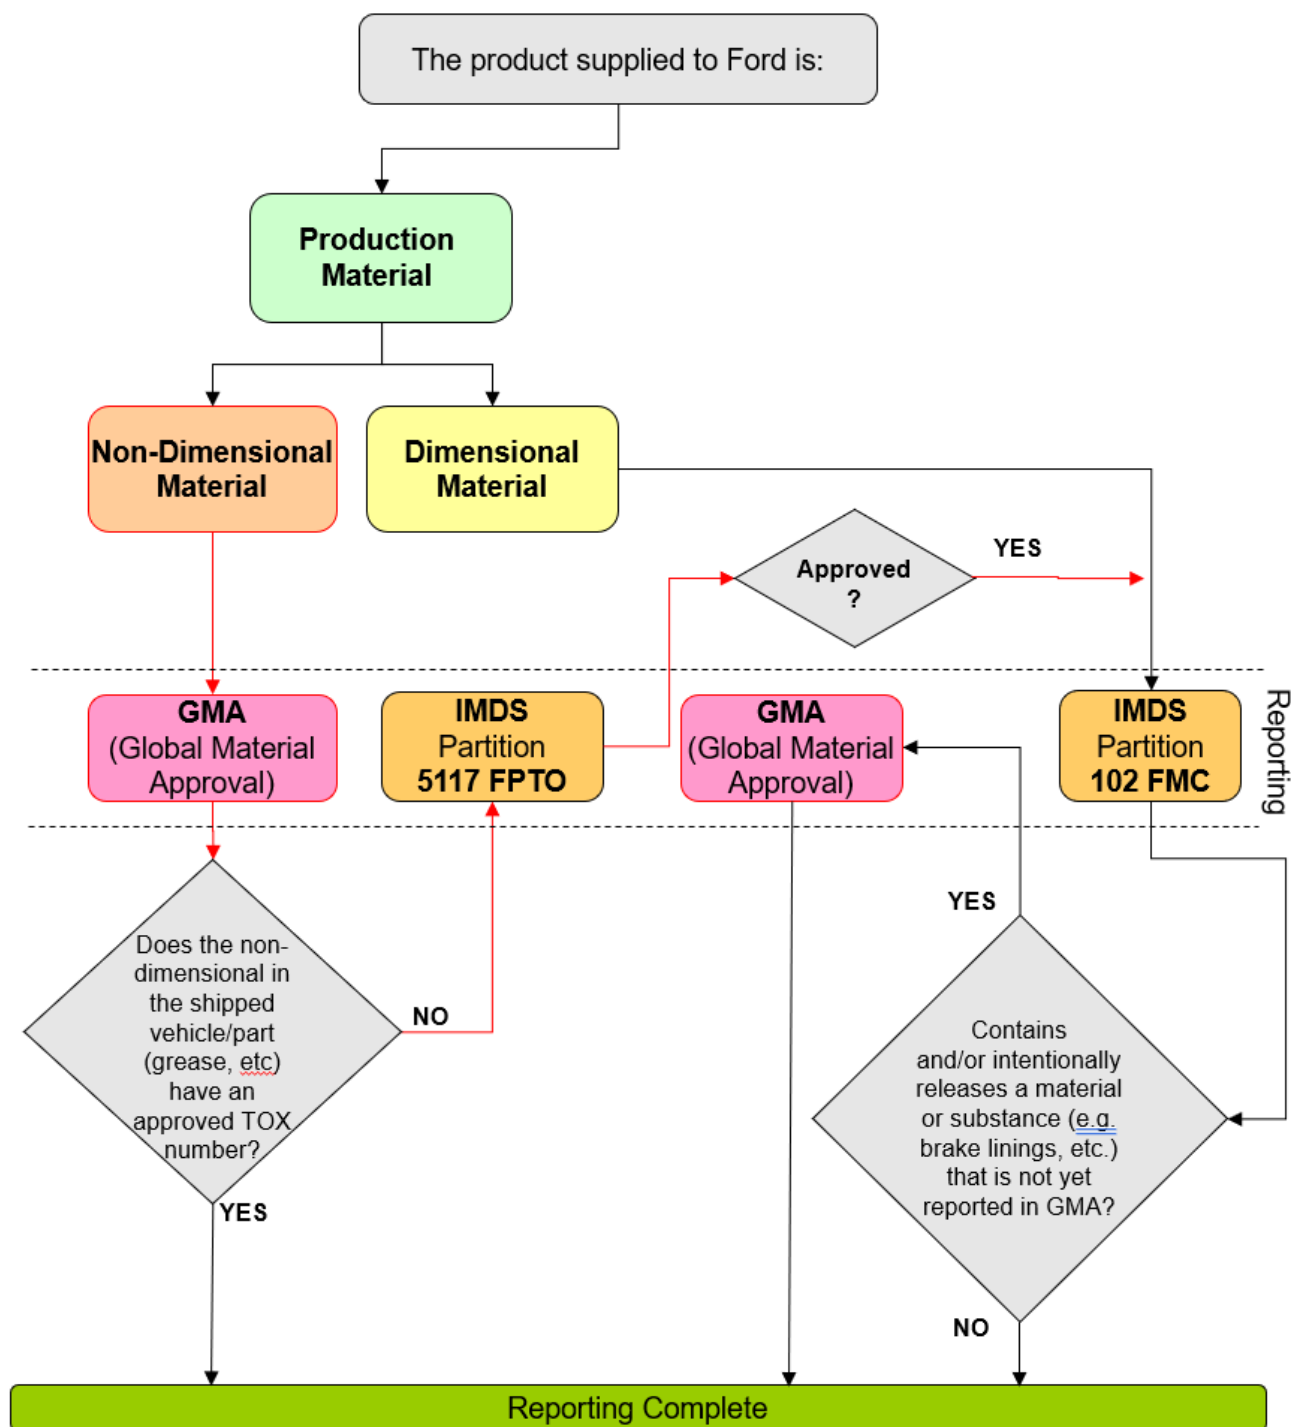 The product supplied to Ford is:
Production
Material
Non-Dimensional
Material
Dimensional
Material
Approved
?
YES
GMA
(Global Material
Approval)
IMDS
Partition
5117 FPTO
GMA
(Global Material
Approval)
IMDS
Partition
102 FMC
Reporting
Does the non-
dimensional in
the shipped
vehicle/part
(grease, etc)
have an
approved TOX
number?
NO
YES
YES
Contains
and/or intentionally
releases a material
or substance (e.g.
brake linings, etc.)
that is not yet
reported in GMA?
NO
Reporting Complete